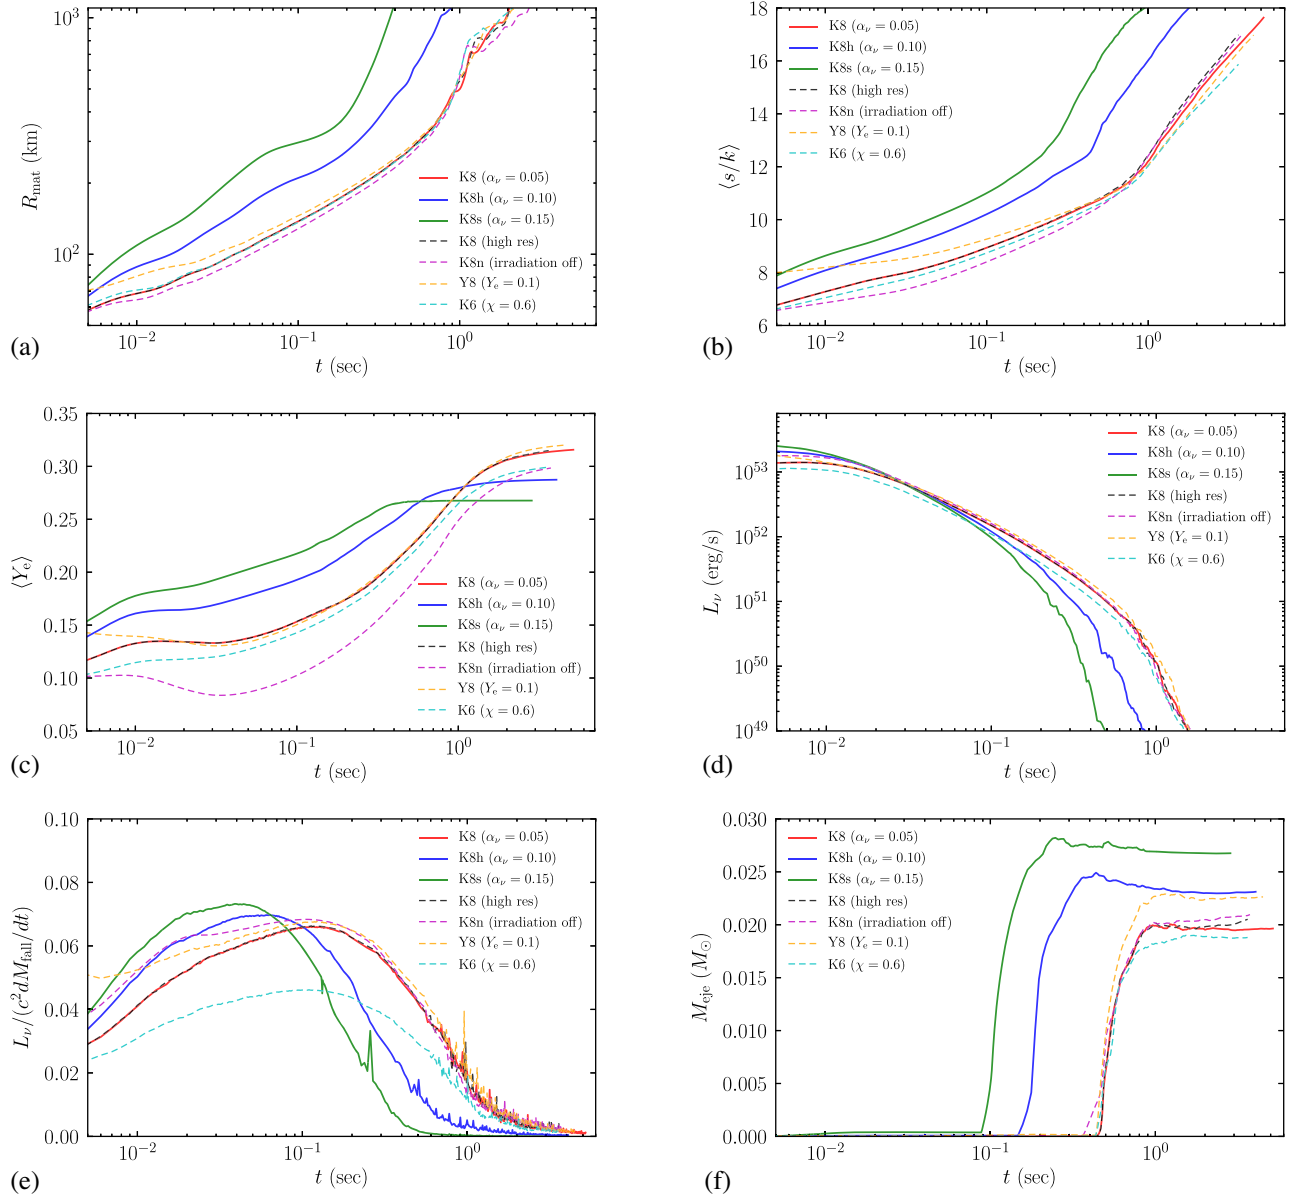 10^3
10^2
R_mat (km)
10^−2 10^−1 10^0
t (sec)
K8 (α_ν = 0.05)
K8h (α_ν = 0.10)
K8s (α_ν = 0.15)
K8 (high res)
K8n (irradiation off)
Y8 (Y_e = 0.1)
K6 (χ = 0.6)
(a)
18
16
14
12
10
8
6
⟨s/k⟩
10^−2 10^−1 10^0
t (sec)
K8 (α_ν = 0.05)
K8h (α_ν = 0.10)
K8s (α_ν = 0.15)
K8 (high res)
K8n (irradiation off)
Y8 (Y_e = 0.1)
K6 (χ = 0.6)
(b)
0.35
0.30
0.25
0.20
0.15
0.10
0.05
⟨Y_e⟩
10^−2 10^−1 10^0
t (sec)
K8 (α_ν = 0.05)
K8h (α_ν = 0.10)
K8s (α_ν = 0.15)
K8 (high res)
K8n (irradiation off)
Y8 (Y_e = 0.1)
K6 (χ = 0.6)
(c)
10^53
10^52
10^51
10^50
10^49
L_ν (erg/s)
10^−2 10^−1 10^0
t (sec)
K8 (α_ν = 0.05)
K8h (α_ν = 0.10)
K8s (α_ν = 0.15)
K8 (high res)
K8n (irradiation off)
Y8 (Y_e = 0.1)
K6 (χ = 0.6)
(d)
0.10
0.08
0.06
0.04
0.02
0.00
L_ν/(c^2dM_fall/dt)
10^−2 10^−1 10^0
t (sec)
K8 (α_ν = 0.05)
K8h (α_ν = 0.10)
K8s (α_ν = 0.15)
K8 (high res)
K8n (irradiation off)
Y8 (Y_e = 0.1)
K6 (χ = 0.6)
(e)
0.030
0.025
0.020
0.015
0.010
0.005
0.000
M_eje (M_⊙)
10^−2 10^−1 10^0
t (sec)
K8 (α_ν = 0.05)
K8h (α_ν = 0.10)
K8s (α_ν = 0.15)
K8 (high res)
K8n (irradiation off)
Y8 (Y_e = 0.1)
K6 (χ = 0.6)
(f)